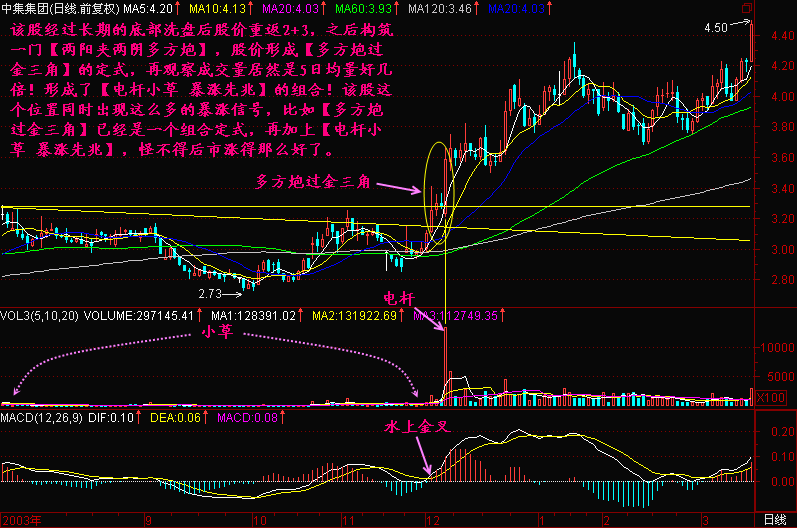 中集集团(日线.前复权) MA5:4.20↑ MA10:4.13↑ MA20:4.03↑ MA60:3.93↑ MA120:3.46↑ MA20:4.03↑
该股经过长期的底部洗盘后股价重返2+3，之后构筑
一门【两阳夹两阴多方炮】，股价形成【多方炮过
金三角】的定式，再观察成交量居然是5日均量好几
倍！形成了【电杆小草 暴涨先兆】的组合！该股这
个位置同时出现这么多的暴涨信号，比如【多方炮
过金三角】已经是一个组合定式，再加上【电杆小
草 暴涨先兆】，怪不得后市涨得那么好了。
4.50
4.40
4.20
4.00
3.80
3.60
多方炮过金三角
3.40
3.20
3.00
2.80
2.73
电杆
VOL3(5,10,20) VOLUME:297145.41↑ MA1:128391.02↑ MA2:131922.69↑ MA3:112749.35↑
小草
10000
5000
X100
MACD(12,26,9) DIF:0.10↑ DEA:0.06↑ MACD:0.08↑
水上金叉
0.20
0.10
0.00
2003年 9 10 11 12 1 2 3 日线